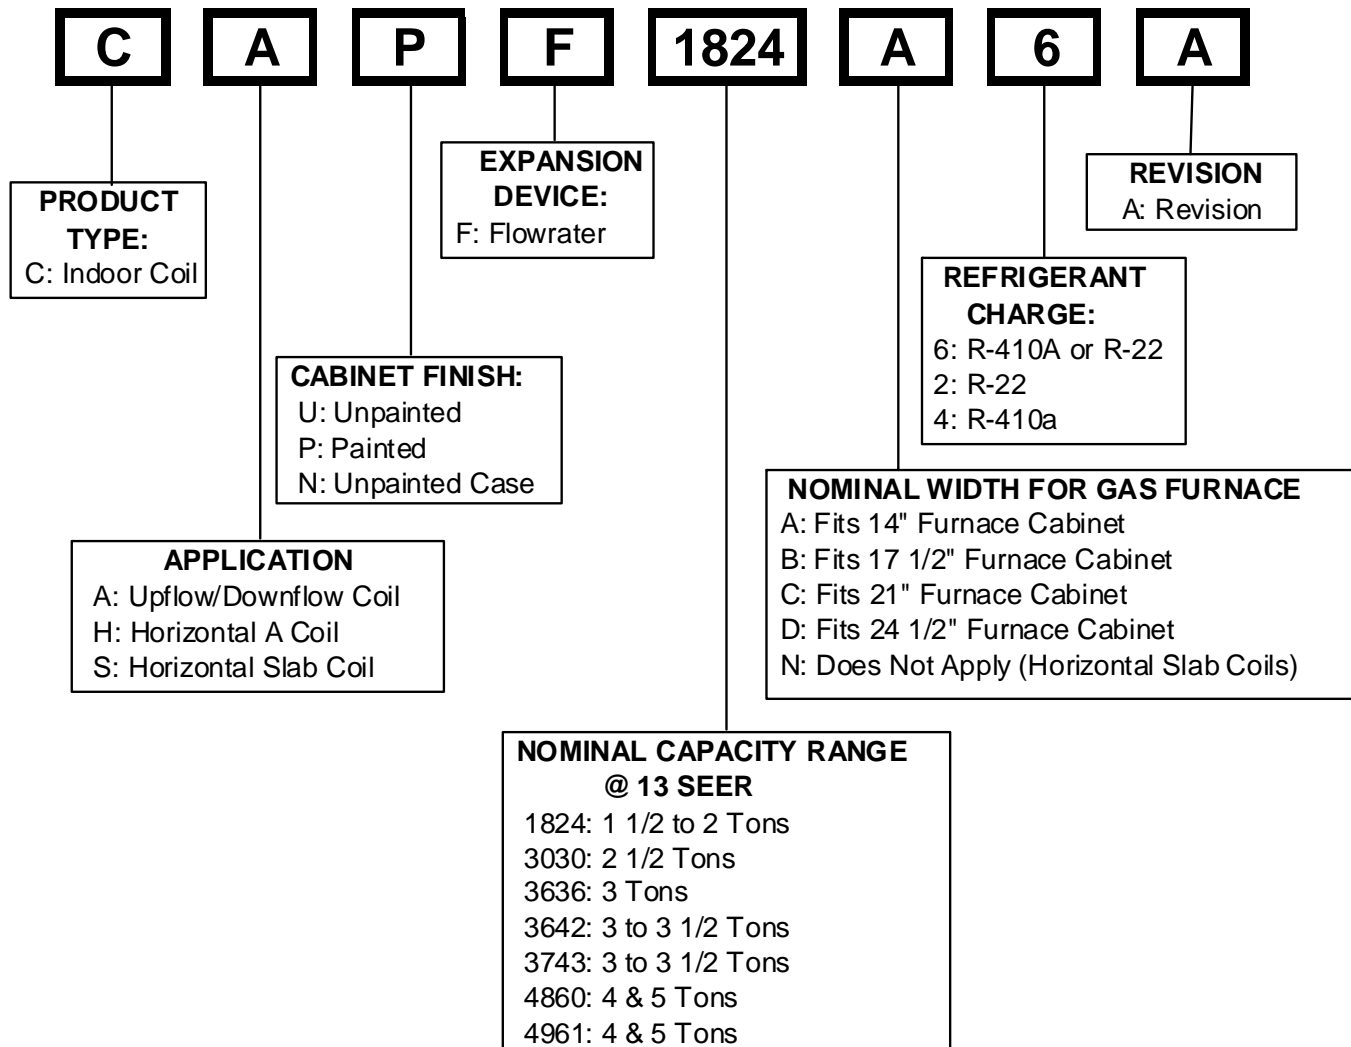 C A P F 1824 A 6 A
PRODUCT
TYPE:
C: Indoor Coil
EXPANSION
DEVICE:
F: Flowrater
REVISION
A: Revision
REFRIGERANT
CHARGE:
6: R-410A or R-22
2: R-22
4: R-410a
CABINET FINISH:
U: Unpainted
P: Painted
N: Unpainted Case
NOMINAL WIDTH FOR GAS FURNACE
A: Fits 14" Furnace Cabinet
B: Fits 17 1/2" Furnace Cabinet
C: Fits 21" Furnace Cabinet
D: Fits 24 1/2" Furnace Cabinet
N: Does Not Apply (Horizontal Slab Coils)
APPLICATION
A: Upflow/Downflow Coil
H: Horizontal A Coil
S: Horizontal Slab Coil
NOMINAL CAPACITY RANGE
@ 13 SEER
1824: 1 1/2 to 2 Tons
3030: 2 1/2 Tons
3636: 3 Tons
3642: 3 to 3 1/2 Tons
3743: 3 to 3 1/2 Tons
4860: 4 & 5 Tons
4961: 4 & 5 Tons